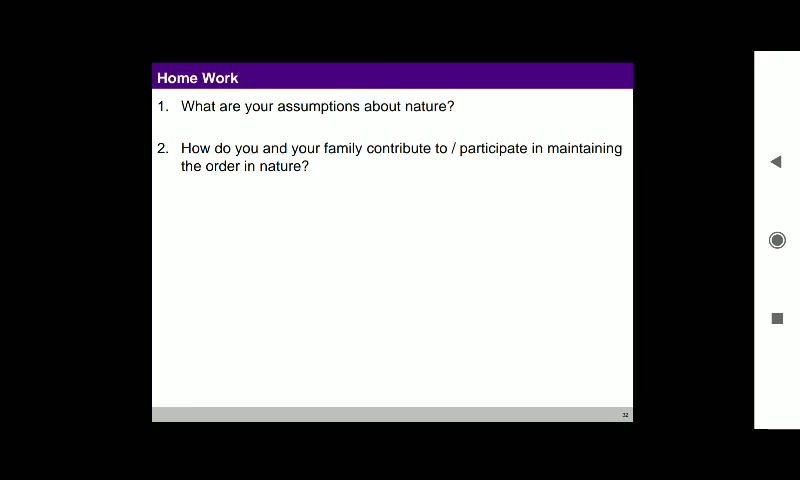 Home Work
1. What are your assumptions about nature?
2. How do you and your family contribute to / participate in maintaining
the order in nature?
32